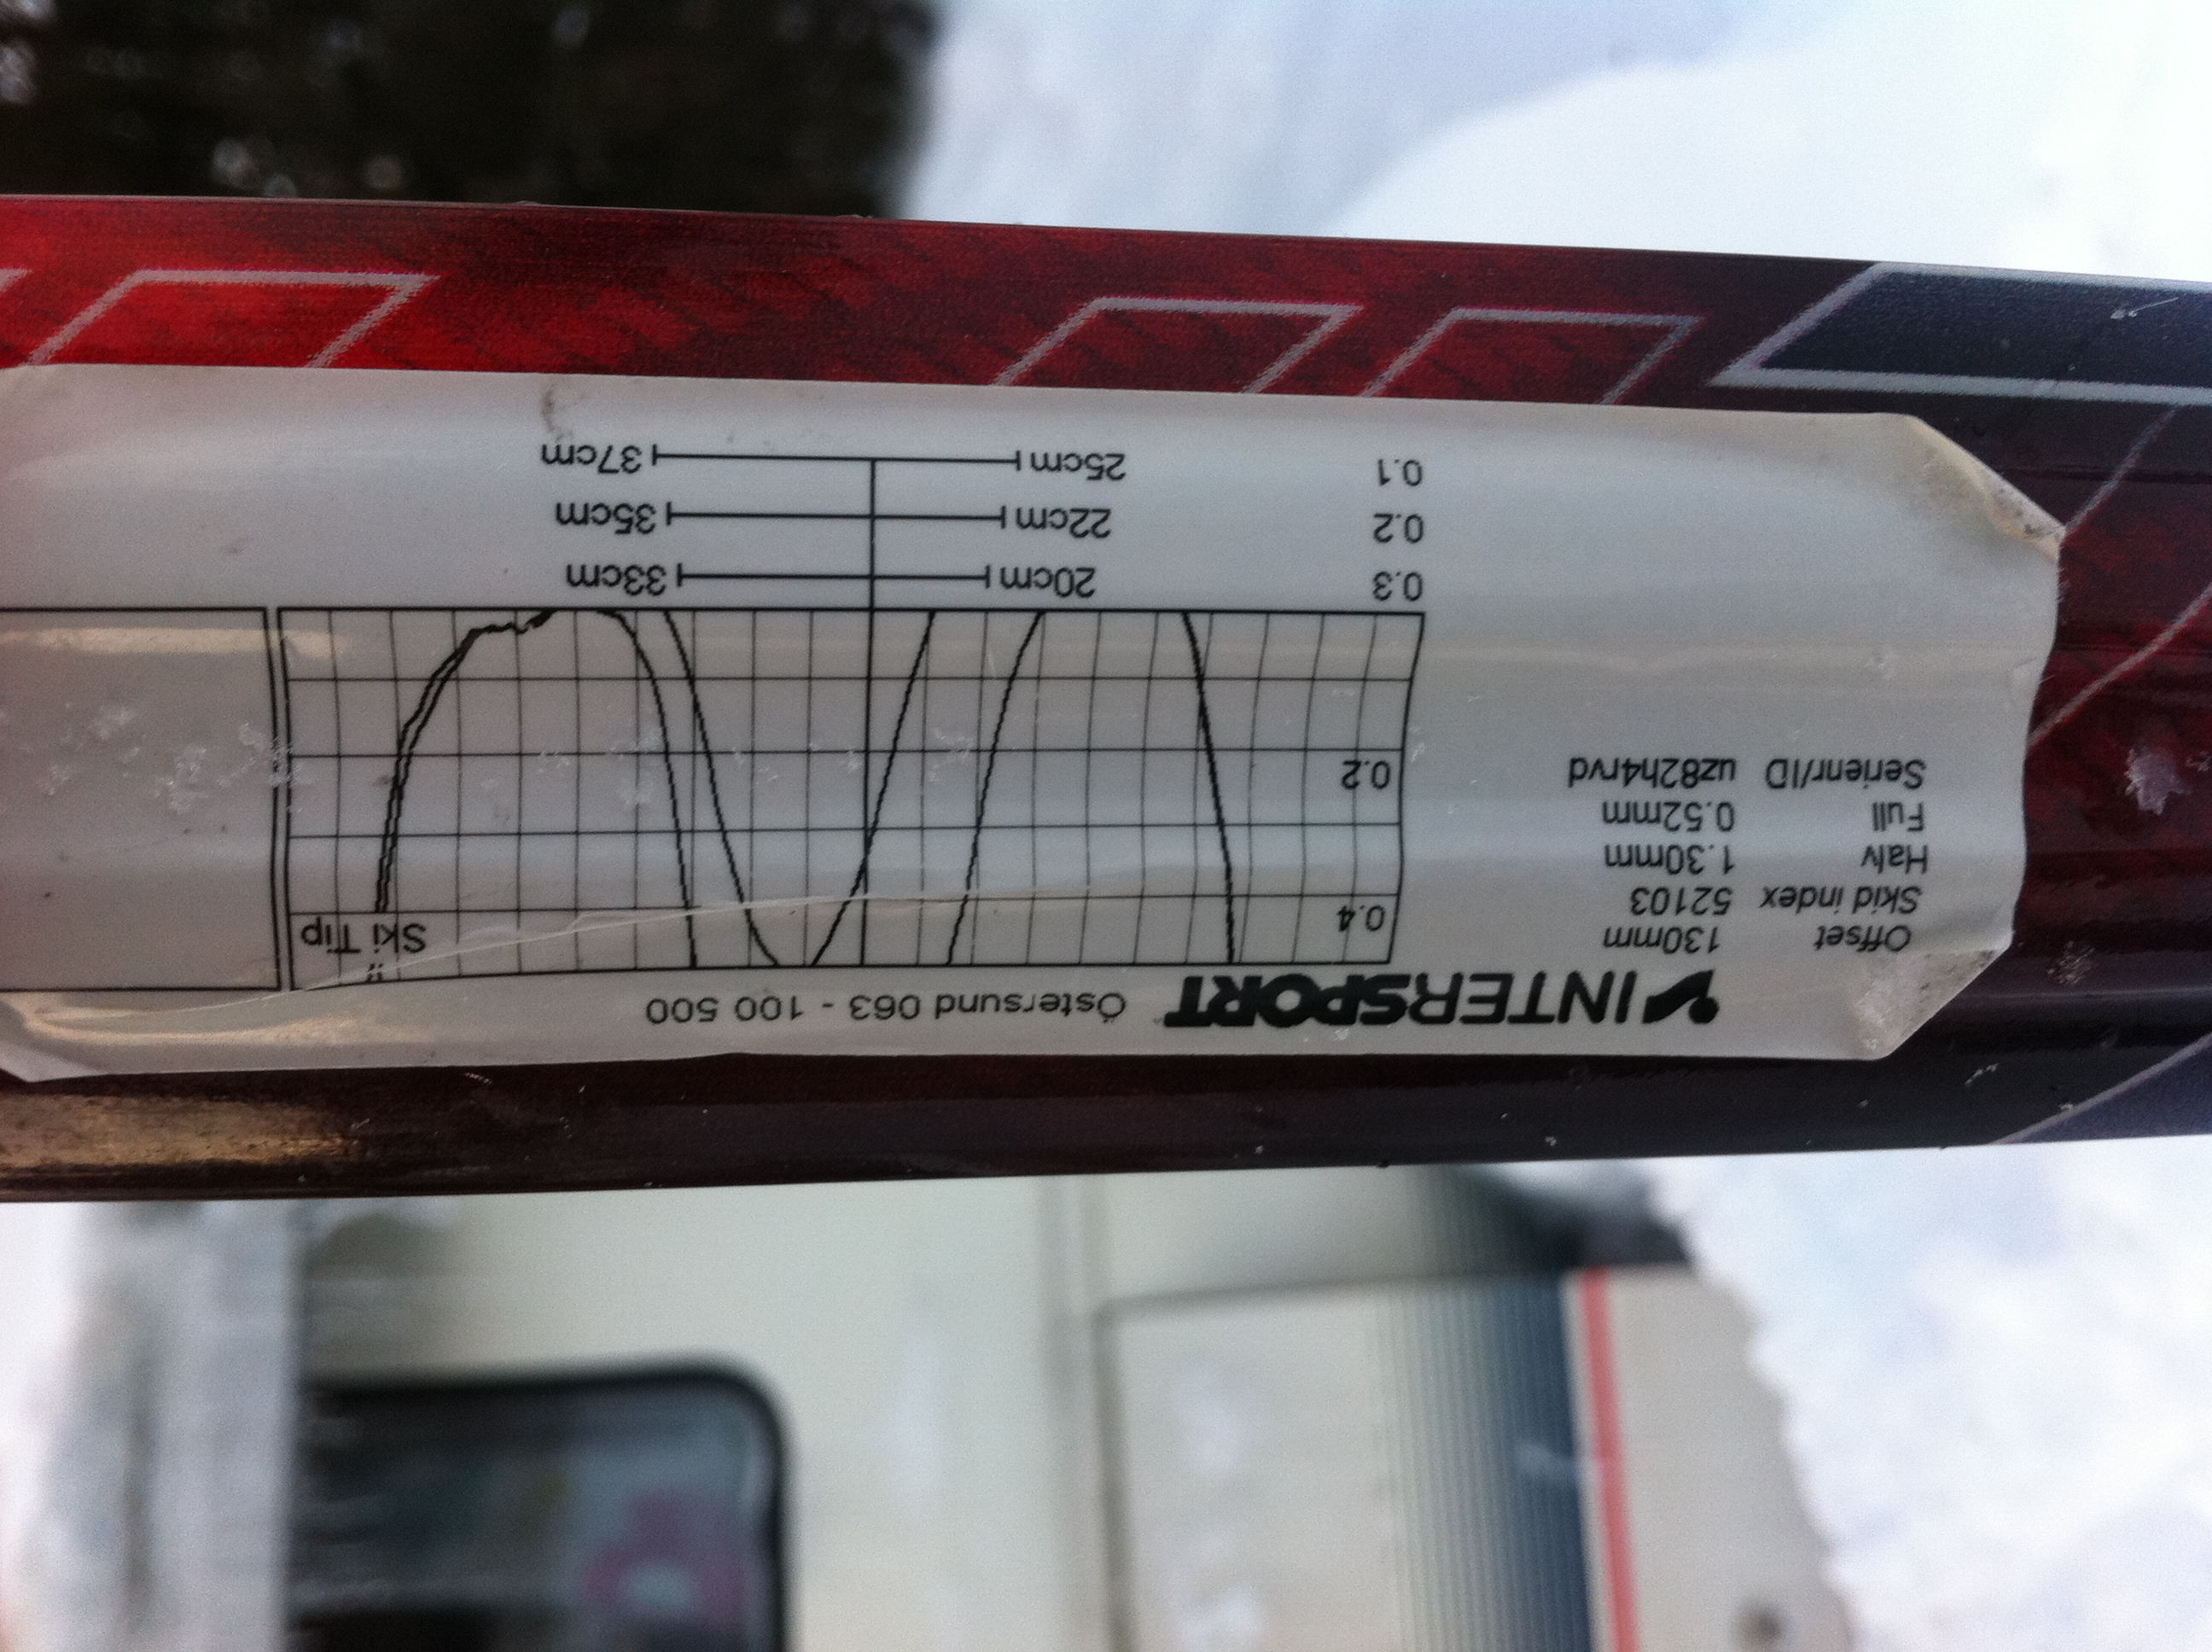 INTERSPORT Östersund 063 - 100 500
Offset 130mm
Skid index 52103
Halv 1.30mm
Full 0.52mm
Serienr/ID uz82h4rvd
0.4
0.2
Ski Tip
0.3 20cm 33cm
0.2 22cm 35cm
0.1 25cm 37cm